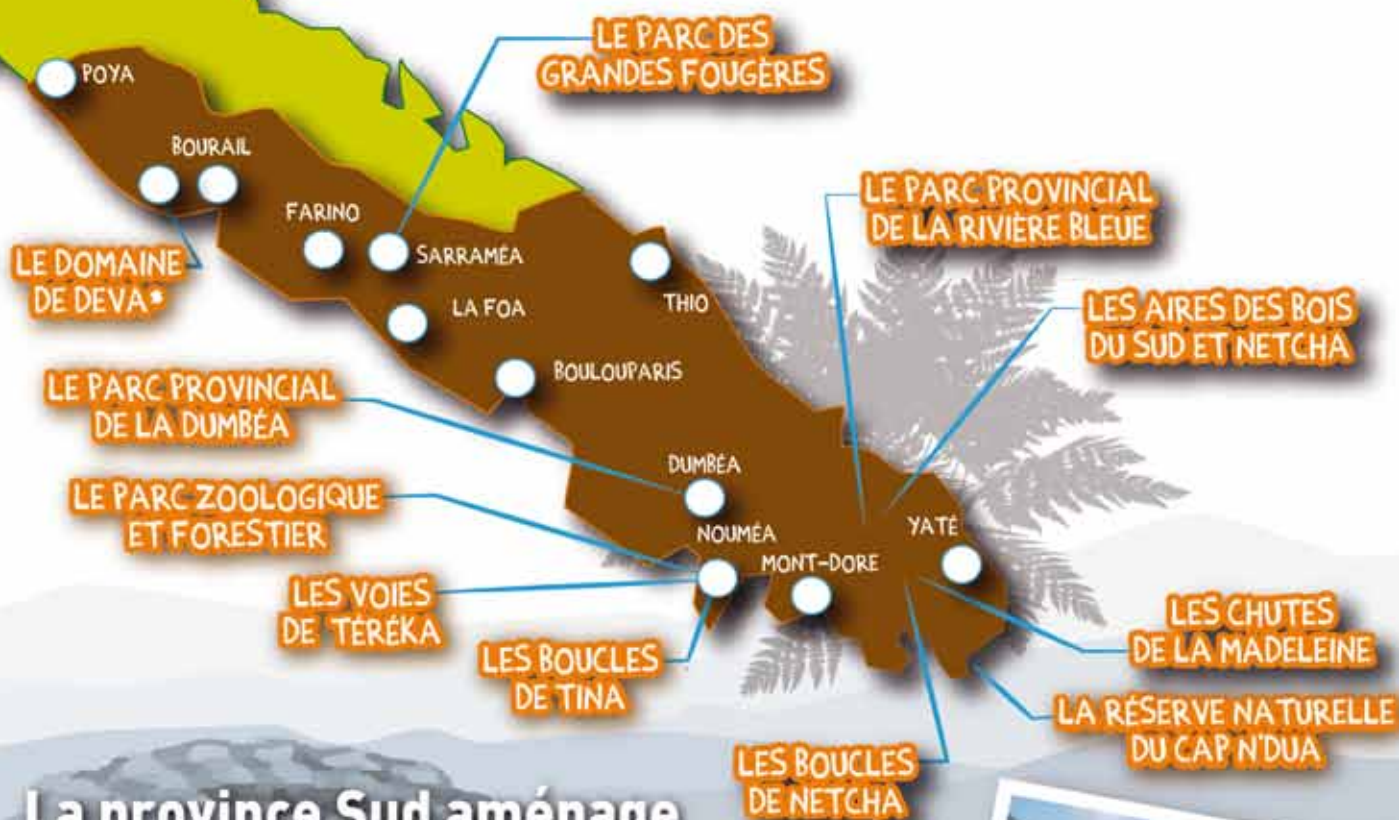 LE PARC DES
GRANDES FOUGÈRES
POYA
BOURAIL
LE PARC PROVINCIAL
DE LA RIVIÈRE BLEUE
FARINO
SARRAMÉA
LE DOMAINE
DE DEVA*
THIO
LA FOA
LES AIRES DES BOIS
DU SUD ET NETCHA
BOULOUPARIS
LE PARC PROVINCIAL
DE LA DUMBÉA
DUMBÉA
LE PARC ZOOLOGIQUE
ET FORESTIER
NOUMÉA
YATÉ
MONT-DORE
LES VOIES
DE TÉRÉKA
LES CHUTES
DE LA MADELEINE
LES BOUCLES
DE TINA
LA RÉSERVE NATURELLE
DU CAP N'DUA
LES BOUCLES
DE NETCHA
La province Sud aménage